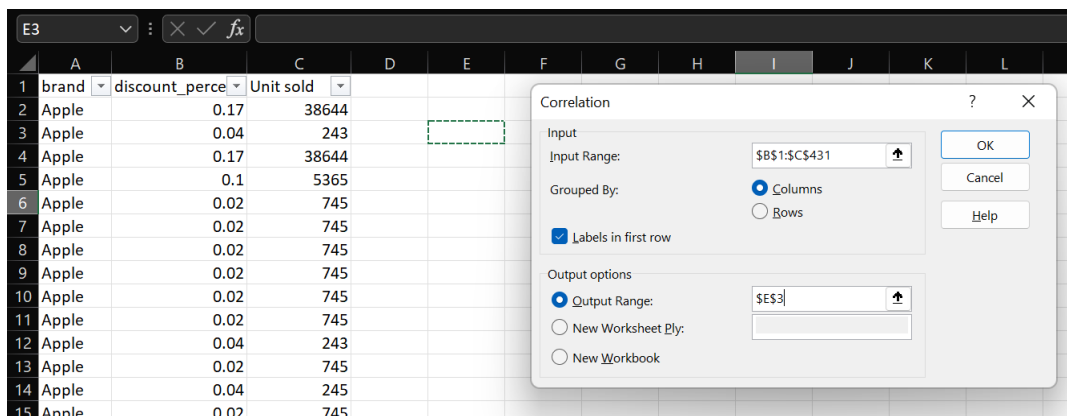 E3 fx
A B C D E F G H I J K L
1 brand discount_perce Unit sold
2 Apple 0.17 38644
3 Apple 0.04 243
4 Apple 0.17 38644
5 Apple 0.1 5365
6 Apple 0.02 745
7 Apple 0.02 745
8 Apple 0.02 745
9 Apple 0.02 745
10 Apple 0.02 745
11 Apple 0.02 745
12 Apple 0.04 243
13 Apple 0.02 745
14 Apple 0.04 245
15 Apple 0.02 745
Correlation ?
Input
Input Range: $B$1:$C$431
Grouped By: Columns
Rows
Labels in first row
Output options
Output Range: $E$3
New Worksheet Ply:
New Workbook
OK
Cancel
Help